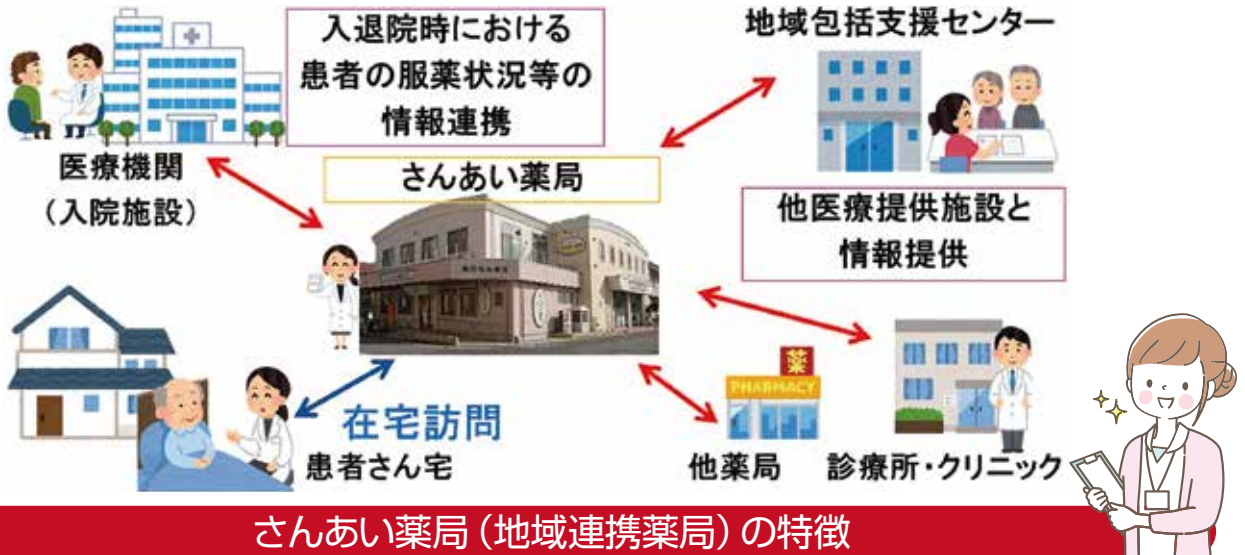 入退院時における
患者の服薬状況等の
情報連携
地域包括支援センター
医療機関
（入院施設）
さんあい薬局
他医療提供施設と
情報提供
薬
PHARMACY
在宅訪問
患者さん宅
他薬局
診療所・クリニック
さんあい薬局（地域連携薬局）の特徴